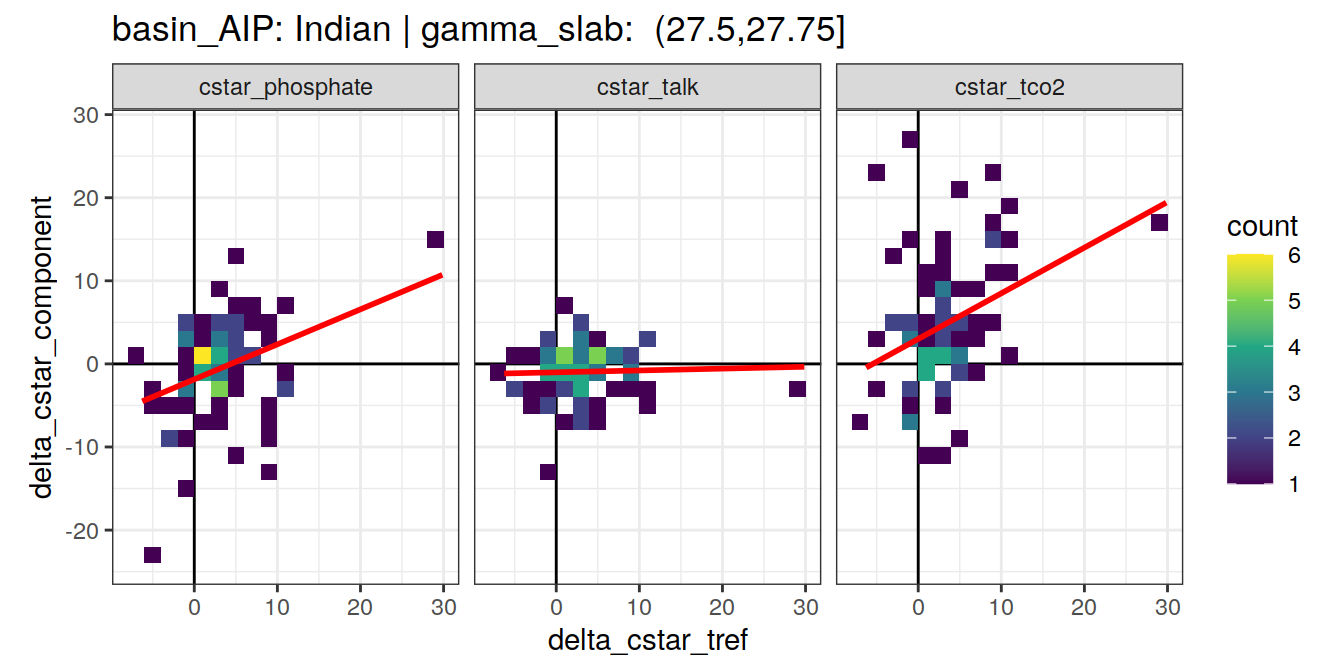 basin_AIP: Indian | gamma_slab:  (27.5,27.75]
cstar_phosphate
cstar_talk
cstar_tco2
delta_cstar_component
30
20
10
0
-10
-20
0 10 20 30
0 10 20 30
0 10 20 30
delta_cstar_tref
count
6
5
4
3
2
1